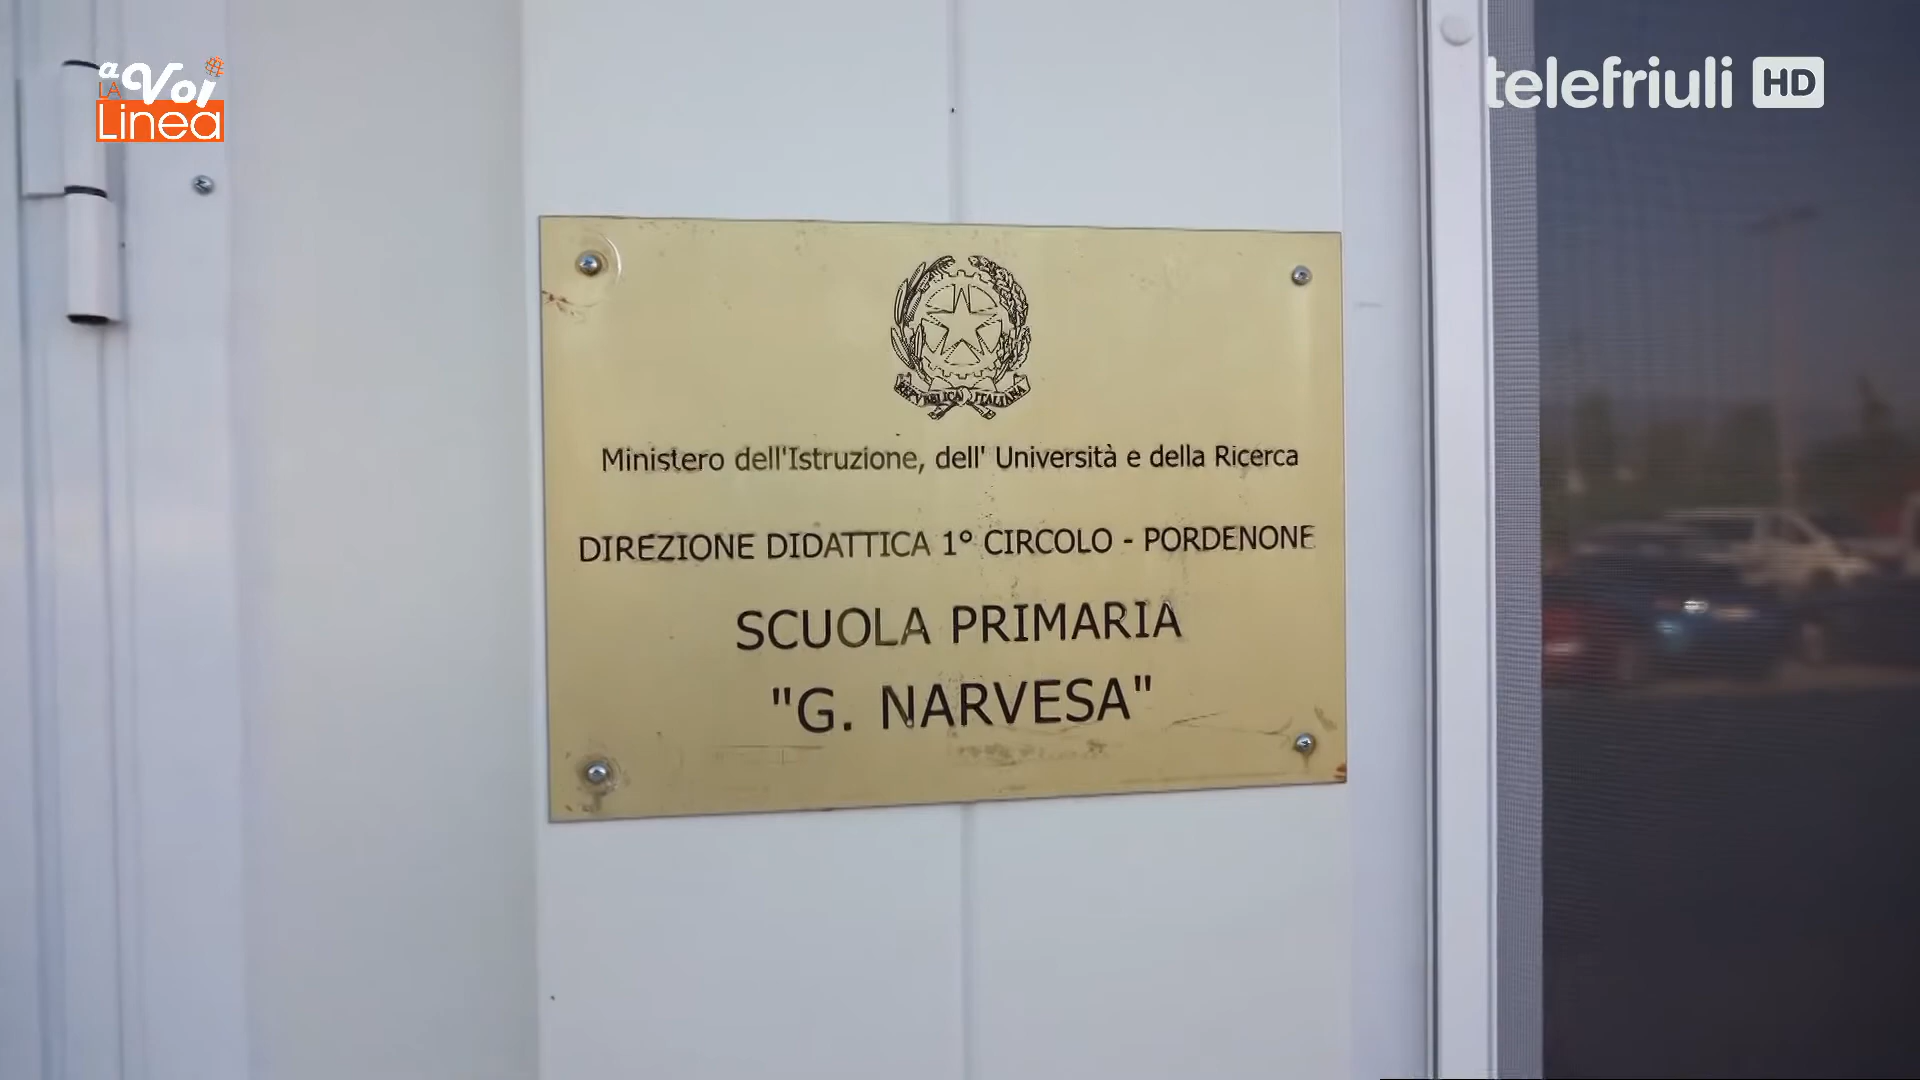 a Voi
LA
Linea
telefriuli HD
REPVBBLICA ITALIANA
Ministero dell'Istruzione, dell' Università e della Ricerca
DIREZIONE DIDATTICA 1° CIRCOLO - PORDENONE
SCUOLA PRIMARIA
"G. NARVESA"